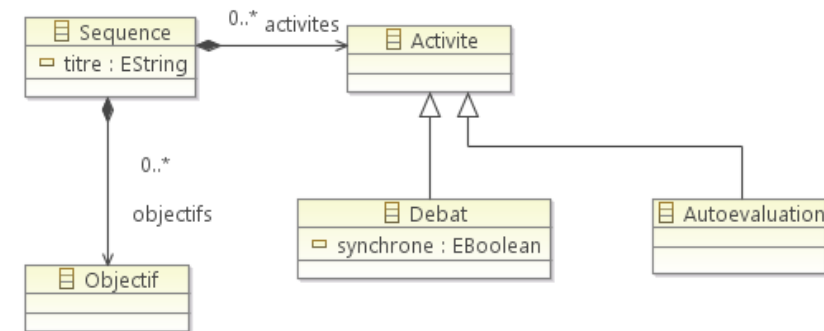 Sequence
titre : EString
0..* activites
Activite
0..*
objectifs
Debat
synchrone : EBoolean
Autoevaluation
Objectif